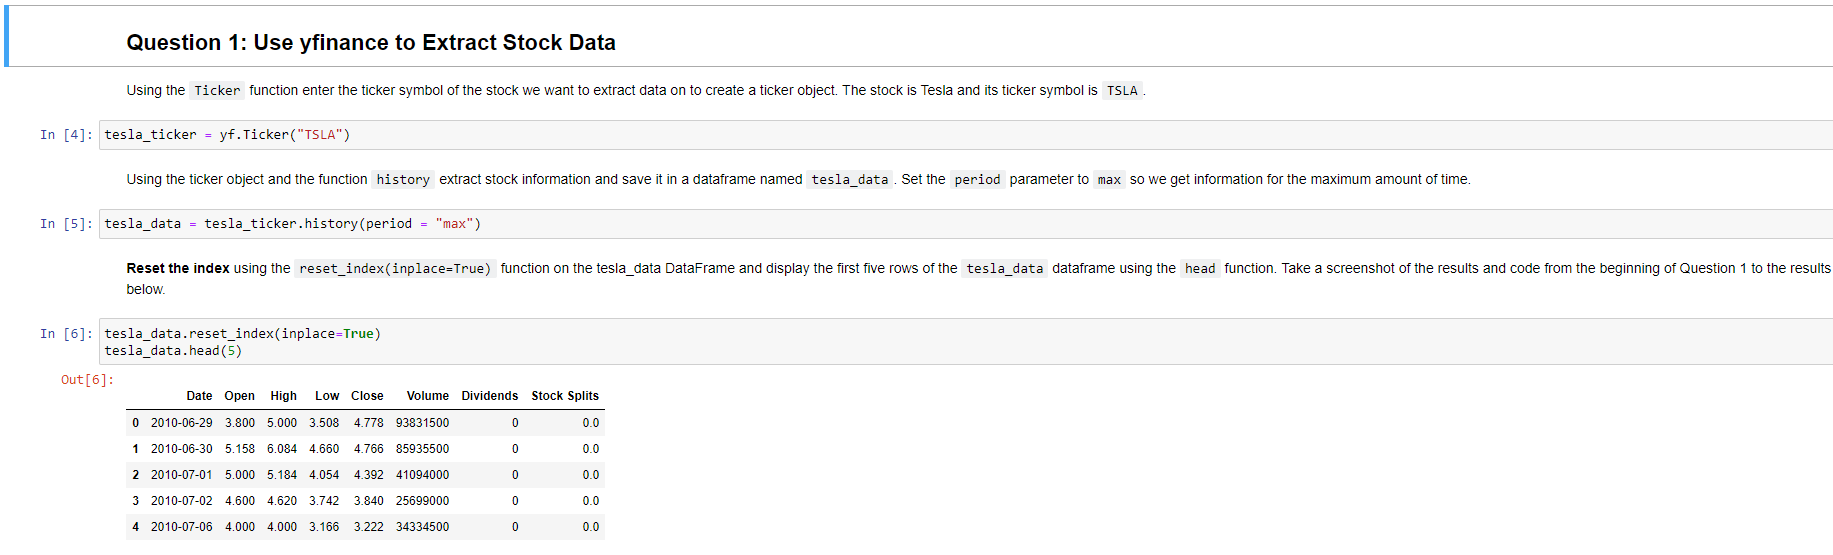 Question 1: Use yfinance to Extract Stock Data
Using the Ticker function enter the ticker symbol of the stock we want to extract data on to create a ticker object. The stock is Tesla and its ticker symbol is TSLA .
In [4]: tesla_ticker = yf.Ticker("TSLA")
Using the ticker object and the function history extract stock information and save it in a dataframe named tesla_data . Set the period parameter to max so we get information for the maximum amount of time.
In [5]: tesla_data = tesla_ticker.history(period = "max")
Reset the index using the reset_index(inplace=True) function on the tesla_data DataFrame and display the first five rows of the tesla_data dataframe using the head function. Take a screenshot of the results and code from the beginning of Question 1 to the results
below.
In [6]: tesla_data.reset_index(inplace=True)
tesla_data.head(5)
Out[6]:
Date Open High Low Close Volume Dividends Stock Splits
0 2010-06-29 3.800 5.000 3.508 4.778 93831500 0 0.0
1 2010-06-30 5.158 6.084 4.660 4.766 85935500 0 0.0
2 2010-07-01 5.000 5.184 4.054 4.392 41094000 0 0.0
3 2010-07-02 4.600 4.620 3.742 3.840 25699000 0 0.0
4 2010-07-06 4.000 4.000 3.166 3.222 34334500 0 0.0